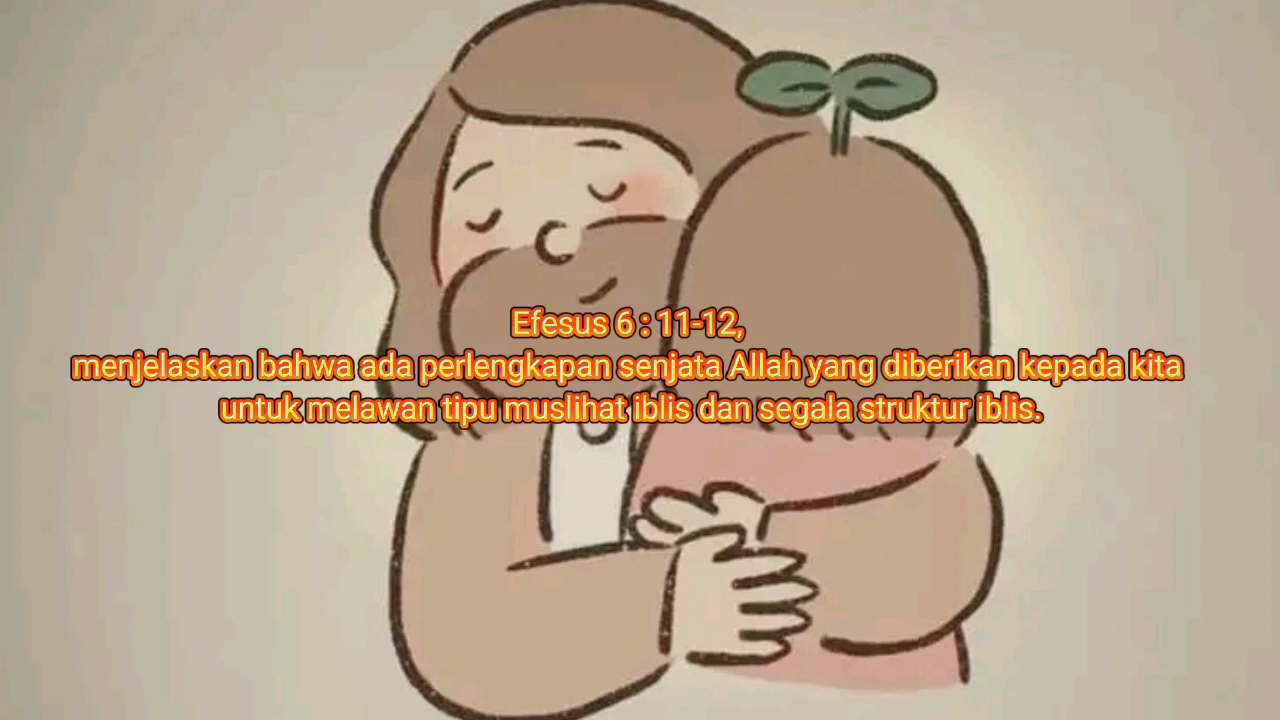 Efesus 6 : 11-12,
menjelaskan bahwa ada perlengkapan senjata Allah yang diberikan kepada kita
untuk melawan tipu muslihat iblis dan segala struktur iblis.